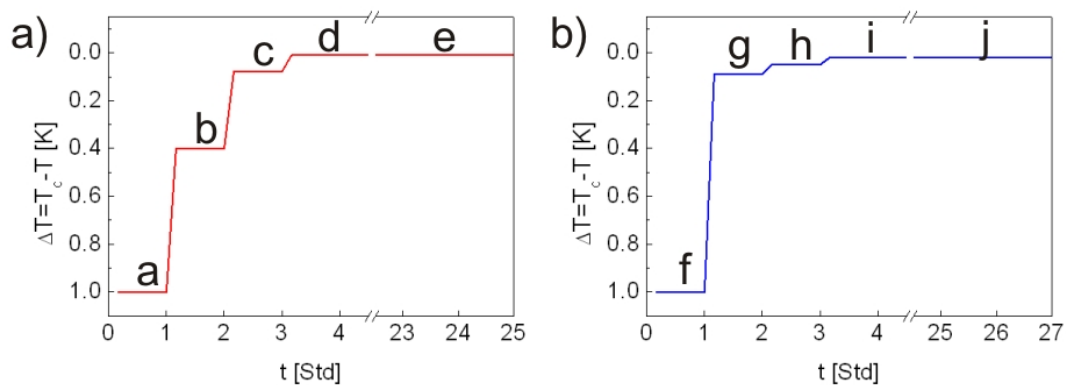 a)
ΔT=T_c-T [K]
0.0
0.2
0.4
0.6
0.8
1.0
a
b
c
d
e
0 1 2 3 4 23 24 25
t [Std]
b)
ΔT=T_c-T [K]
0.0
0.2
0.4
0.6
0.8
1.0
f
g
h
i
j
0 1 2 3 4 25 26 27
t [Std]